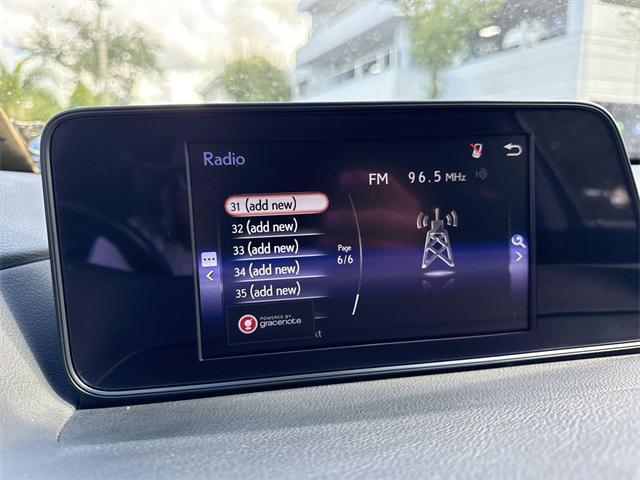 Radio
FM 96.5 MHz
31 (add new)
32 (add new)
33 (add new)
34 (add new)
35 (add new)
Page
6/6
POWERED BY
gracenote
xt